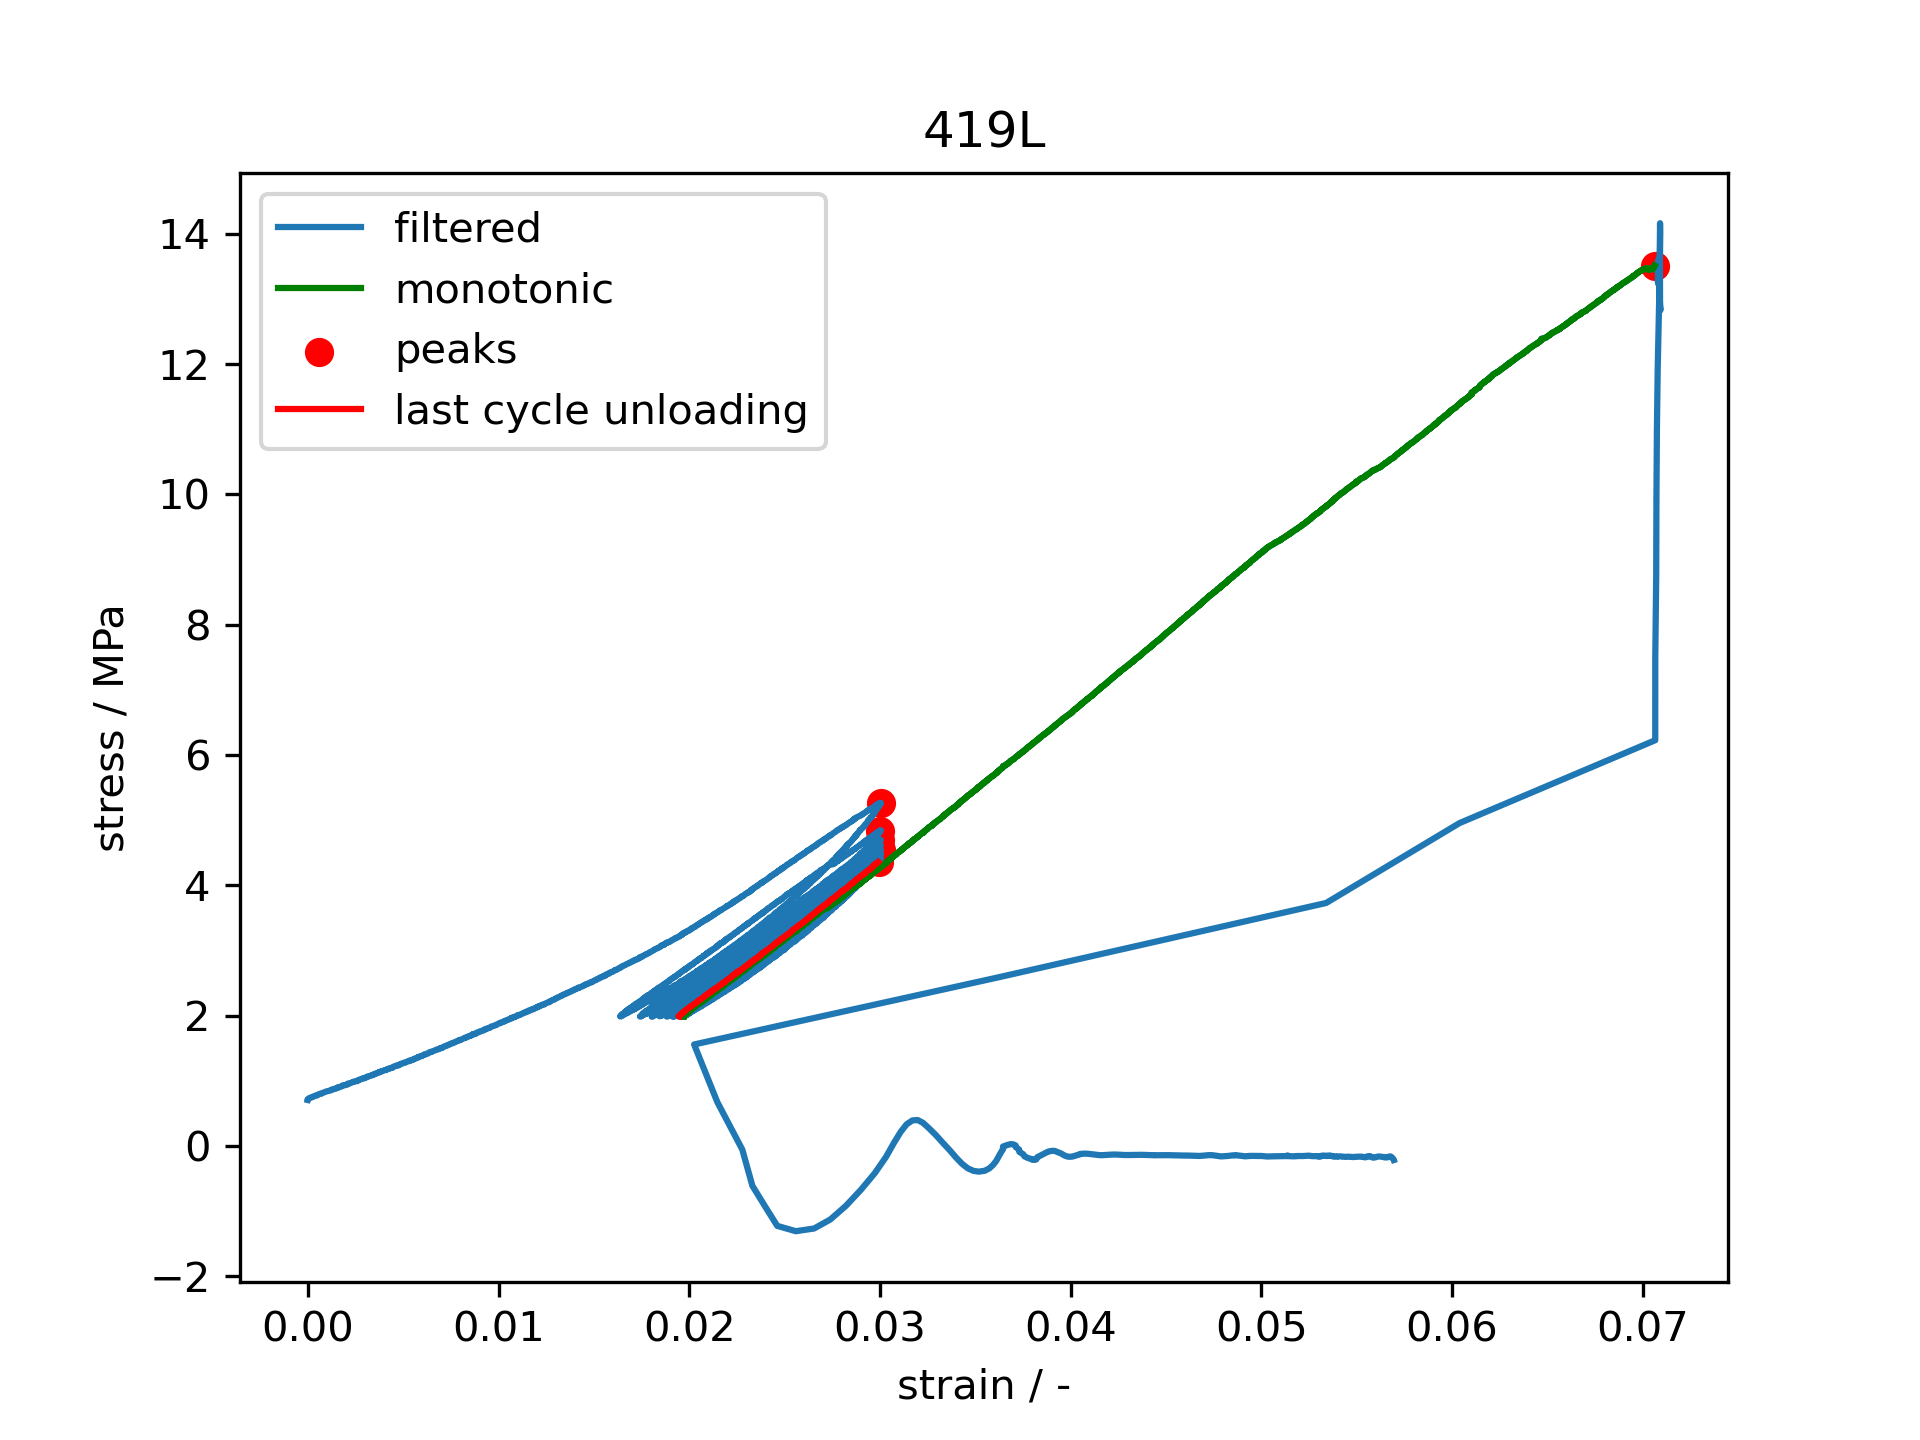 419L
filtered
monotonic
peaks
last cycle unloading
14
12
10
8
6
4
2
0
−2
stress / MPa
0.00 0.01 0.02 0.03 0.04 0.05 0.06 0.07
strain / -